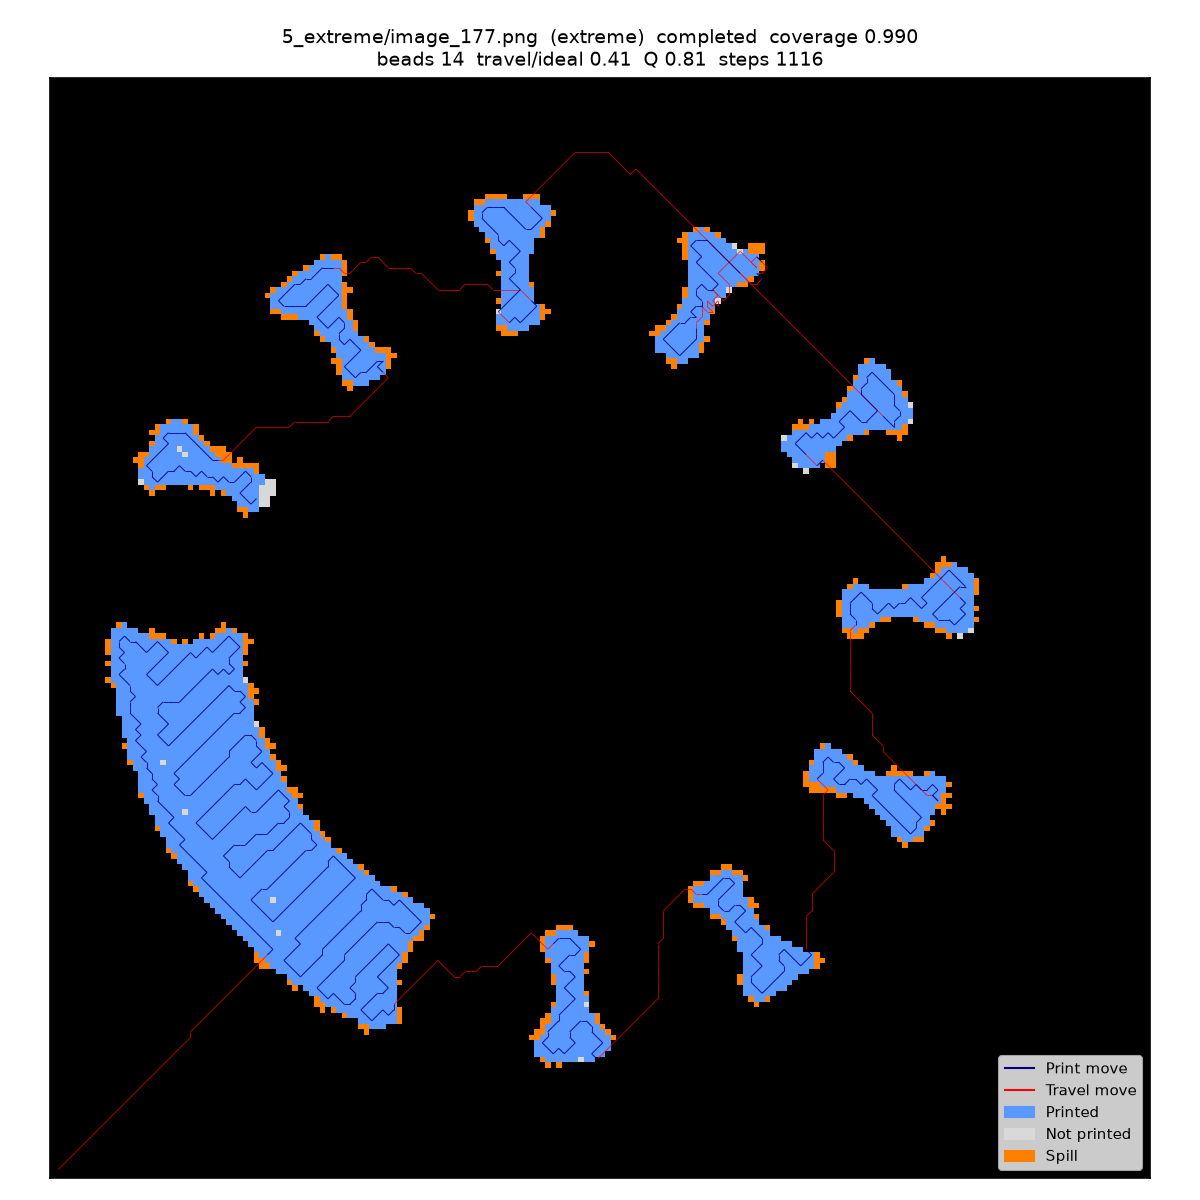 5_extreme/image_177.png  (extreme)  completed  coverage 0.990
beads 14  travel/ideal 0.41  Q 0.81  steps 1116
Print move
Travel move
Printed
Not printed
Spill